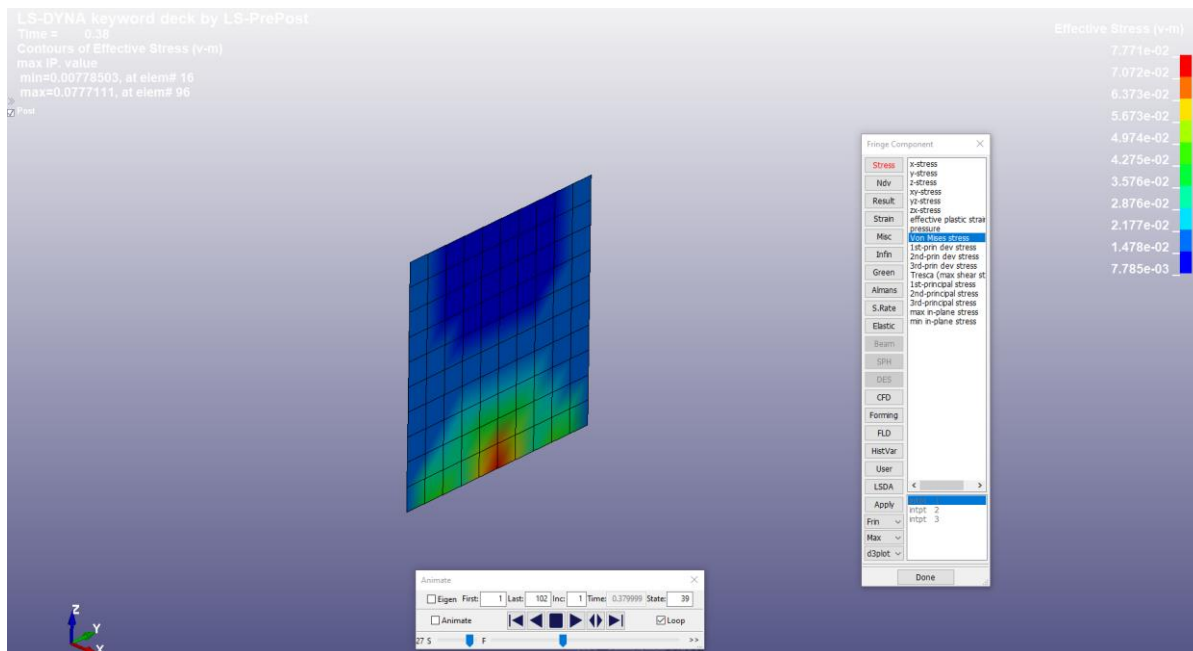 LS-DYNA keyword deck by LS-PrePost
Time = 0.38
Contours of Effective Stress (v-m)
max IP. value
min=0.00778503, at elem# 16
max=0.0777111, at elem# 96
Post
Effective Stress (v-m)
7.771e-02
7.072e-02
6.373e-02
5.673e-02
4.974e-02
4.275e-02
3.576e-02
2.876e-02
2.177e-02
1.478e-02
7.785e-03
Fringe Component
Stress
Ndv
Result
Strain
Misc
Infin
Green
Almans
S.Rate
Elastic
Beam
SPH
DES
CFD
Forming
FLD
HistVar
User
LSDA
Apply
Frin
Max
d3plot
x-stress
y-stress
z-stress
xy-stress
yz-stress
zx-stress
effective plastic strain
pressure
Von Mises stress
1st-prin dev stress
2nd-prin dev stress
3rd-prin dev stress
Tresca (max shear st
1st-principal stress
2nd-principal stress
3rd-principal stress
max in-plane stress
min in-plane stress
intpt 2
intpt 3
Done
Animate
Eigen First: 1 Last: 102 Inc: 1 Time: 0.379999 State: 39
Animate Loop
27 S F >>
Z
Y
X